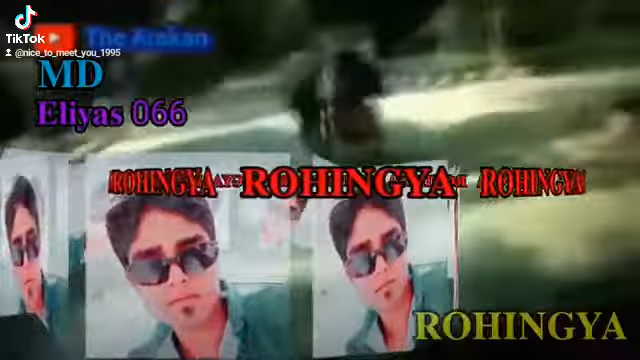 TikTok
@nice_to_meet_you_1995
The Arakan
MD
Eliyas 066
ROHINGYA ROHINGYA ROHINGYA
ROHINGYA